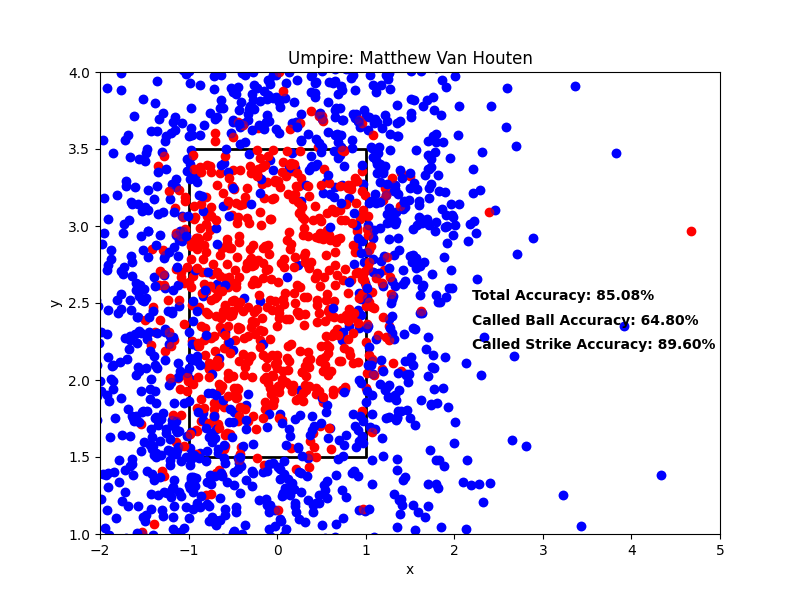 Umpire: Matthew Van Houten
4.0
3.5
3.0
2.5
2.0
1.5
1.0
y
Total Accuracy: 85.08%
Called Ball Accuracy: 64.80%
Called Strike Accuracy: 89.60%
−2 −1 0 1 2 3 4 5
x